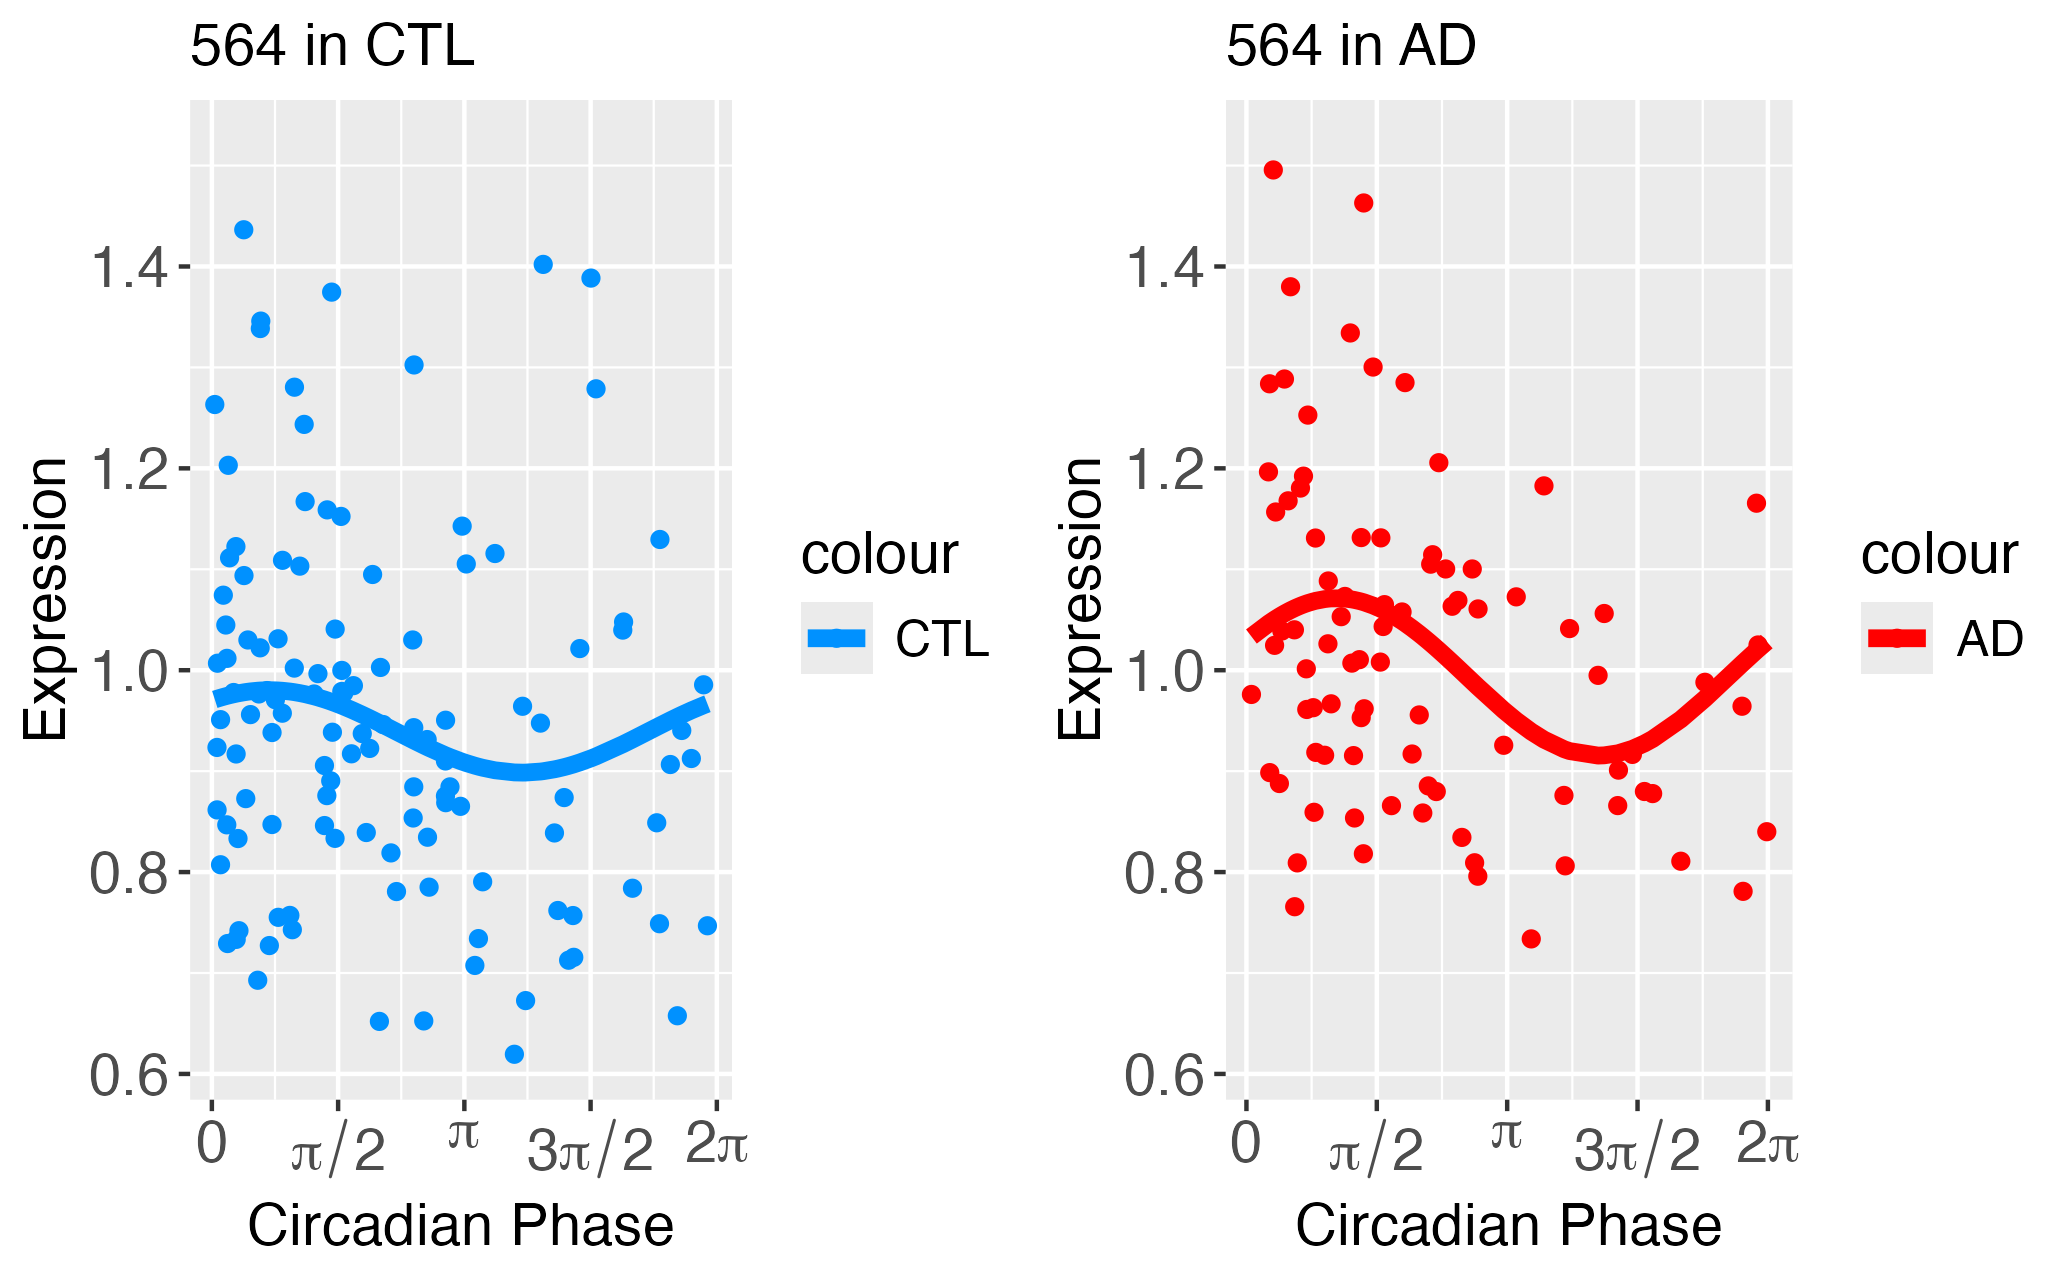 564 in CTL
Expression
1.4
1.2
1.0
0.8
0.6
0
π/2
π
3π/2
2π
Circadian Phase
colour
CTL
564 in AD
Expression
1.4
1.2
1.0
0.8
0.6
0
π/2
π
3π/2
2π
Circadian Phase
colour
AD